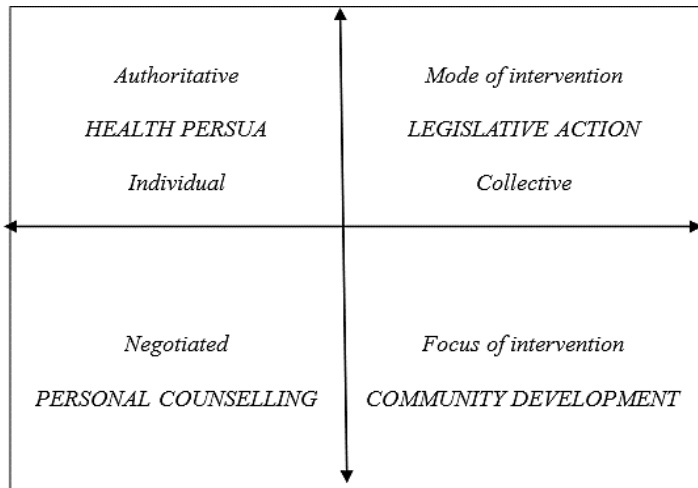 Authoritative
HEALTH PERSUA
Individual
Mode of intervention
LEGISLATIVE ACTION
Collective
Negotiated
PERSONAL COUNSELLING
Focus of intervention
COMMUNITY DEVELOPMENT